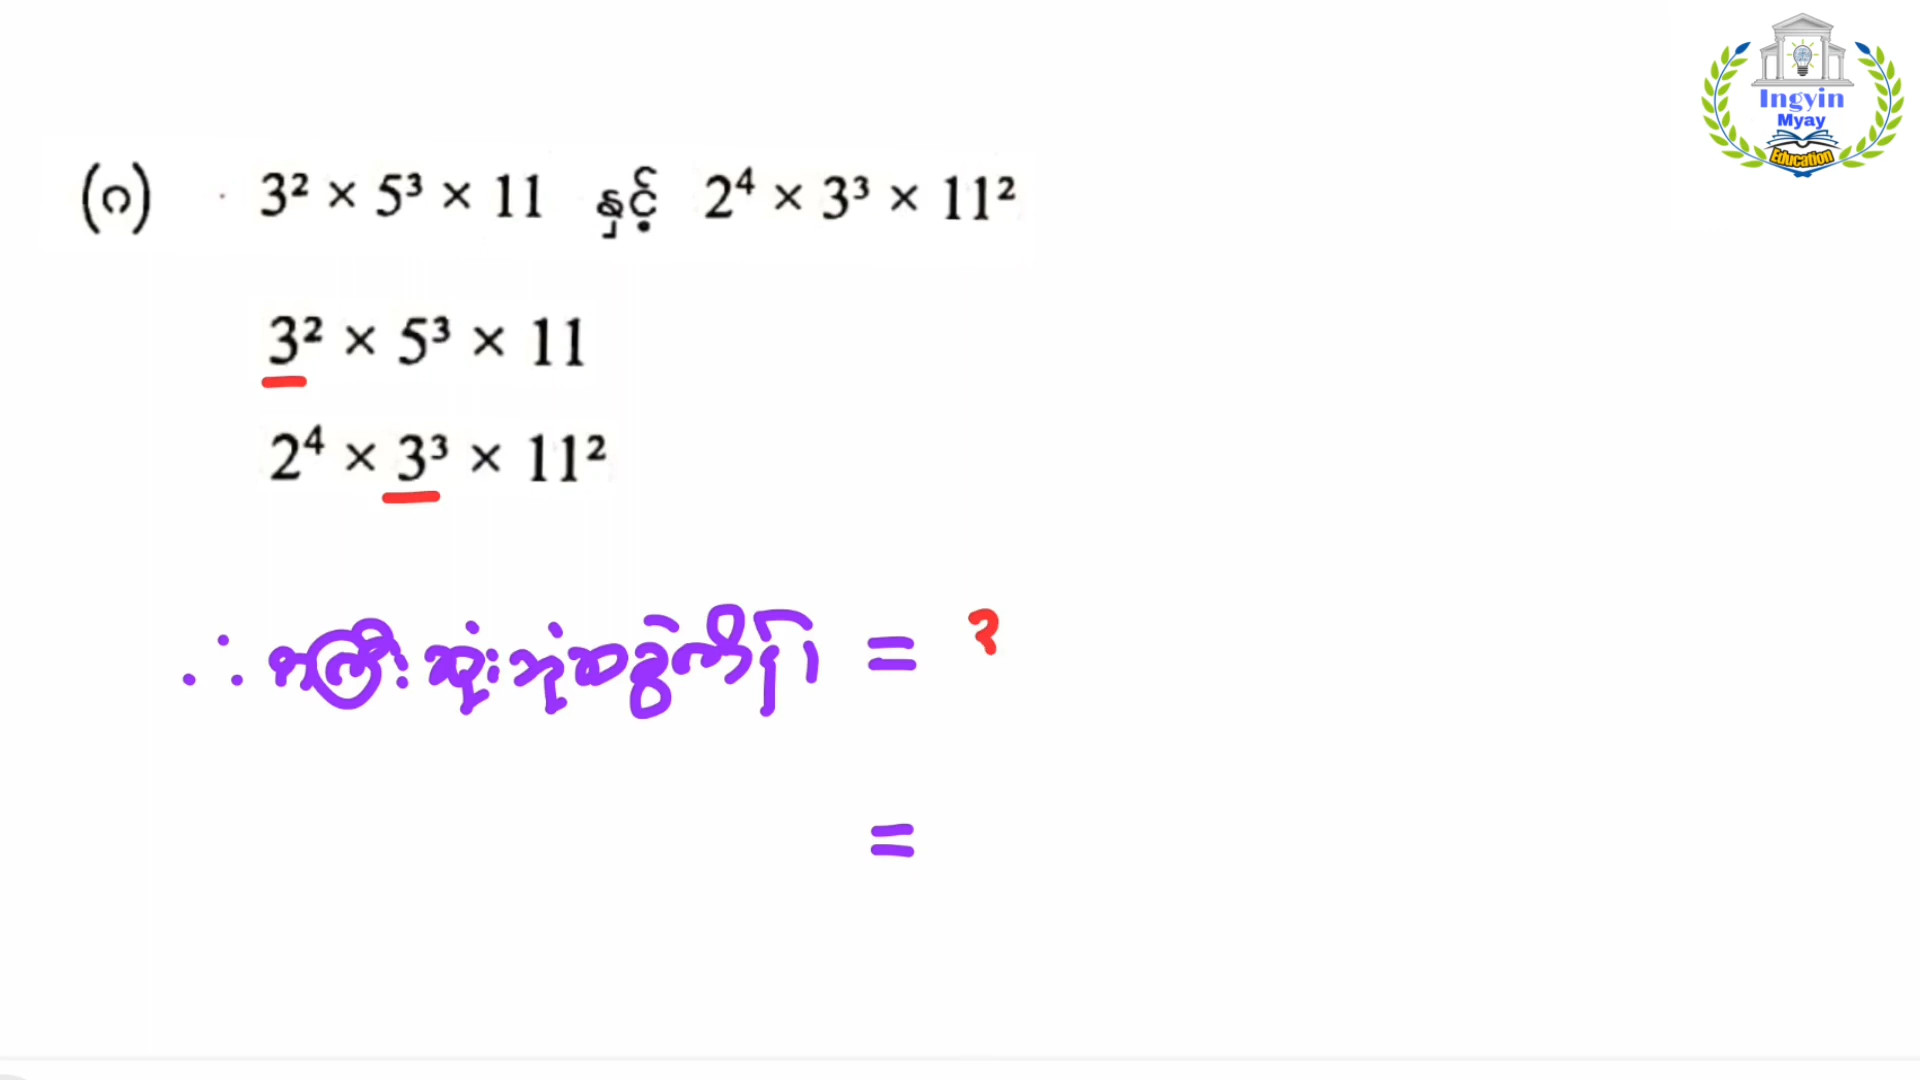 Ingyin
Myay
Education
(ဂ) 3² × 5³ × 11 နှင့် 2⁴ × 3³ × 11²
3² × 5³ × 11
2⁴ × 3³ × 11²
∴ အကြီးဆုံးဘုံဆခွဲကိန်း =
=